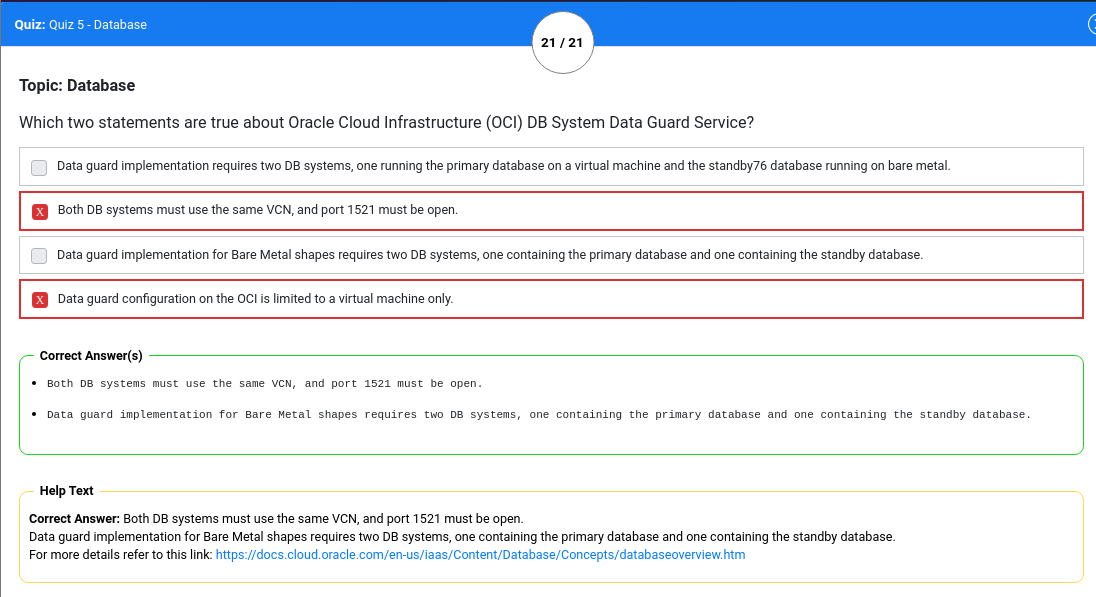 Quiz: Quiz 5 - Database
21 / 21
Topic: Database
Which two statements are true about Oracle Cloud Infrastructure (OCI) DB System Data Guard Service?
Data guard implementation requires two DB systems, one running the primary database on a virtual machine and the standby76 database running on bare metal.
X Both DB systems must use the same VCN, and port 1521 must be open.
Data guard implementation for Bare Metal shapes requires two DB systems, one containing the primary database and one containing the standby database.
X Data guard configuration on the OCI is limited to a virtual machine only.
Correct Answer(s)
• Both DB systems must use the same VCN, and port 1521 must be open.
• Data guard implementation for Bare Metal shapes requires two DB systems, one containing the primary database and one containing the standby database.
Help Text
Correct Answer: Both DB systems must use the same VCN, and port 1521 must be open.
Data guard implementation for Bare Metal shapes requires two DB systems, one containing the primary database and one containing the standby database.
For more details refer to this link: https://docs.cloud.oracle.com/en-us/iaas/Content/Database/Concepts/databaseoverview.htm